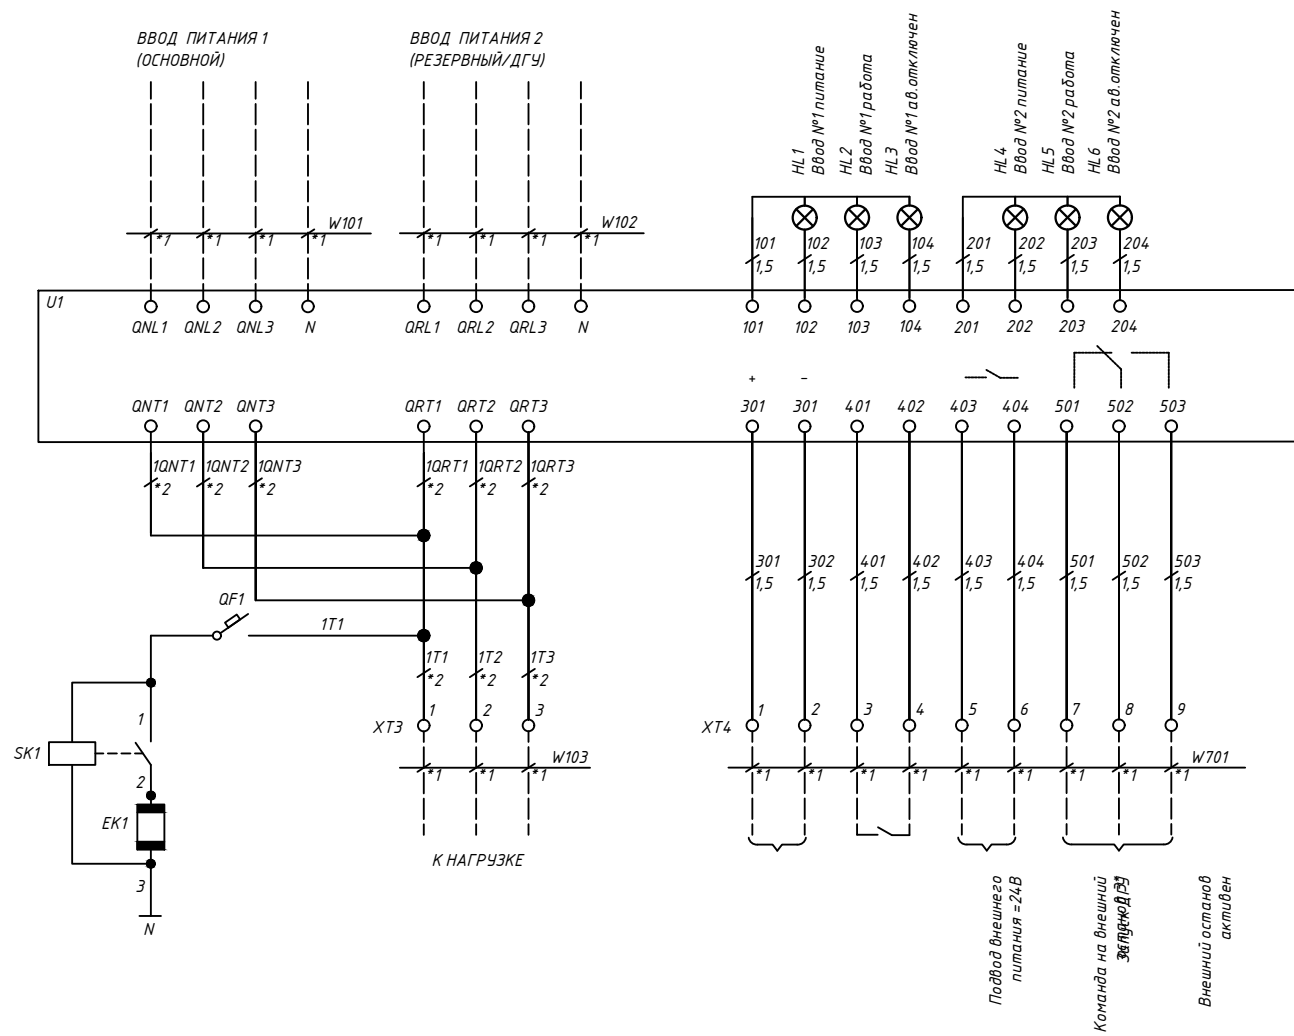 ВВОД ПИТАНИЯ 1
(ОСНОВНОЙ)
ВВОД ПИТАНИЯ 2
(РЕЗЕРВНЫЙ/ДГУ)
HL1
Ввод №1 питание
HL2
Ввод №1 работа
HL3
Ввод №1 ав.отключен
HL4
Ввод №2 питание
HL5
Ввод №2 работа
HL6
Ввод №2 ав.отключен
*1 *1 *1 *1 W101
*1 *1 *1 *1 W102
101 102 103 104 201 202 203 204
1,5 1,5 1,5 1,5 1,5 1,5 1,5 1,5
U1
QNL1 QNL2 QNL3 N QRL1 QRL2 QRL3 N 101 102 103 104 201 202 203 204
+ -
QNT1 QNT2 QNT3 QRT1 QRT2 QRT3 301 301 401 402 403 404 501 502 503
1QNT1 1QNT2 1QNT3 1QRT1 1QRT2 1QRT3
*2 *2 *2 *2 *2 *2
301 302 401 402 403 404 501 502 503
1,5 1,5 1,5 1,5 1,5 1,5 1,5 1,5 1,5
QF1
1T1
1T1 1T2 1T3
*2 *2 *2
XT3 1 2 3
XT4 1 2 3 4 5 6 7 8 9
*1 *1 *1 W103
*1 *1 *1 *1 *1 *1 *1 *1 *1 W701
SK1
1
2
EK1
3
N
К НАГРУЗКЕ
Подвод внешнего
питания =24В
Команда на внешний
Внешний останов
активен